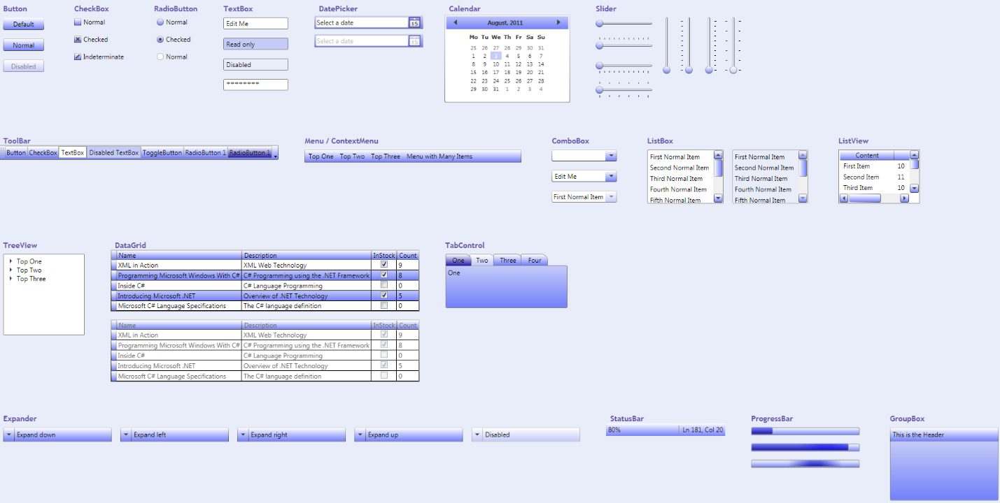 Button
Default
Normal
Disabled
CheckBox
Normal
Checked
Indeterminate
RadioButton
Normal
Checked
Normal
TextBox
Edit Me
Read only
Disabled
********
DatePicker
Select a date 15
Select a date 15
Calendar
August, 2011
Mo Tu We Th Fr Sa Su
25 26 27 28 29 30 31
1 2 3 4 5 6 7
8 9 10 11 12 13 14
15 16 17 18 19 20 21
22 23 24 25 26 27 28
29 30 31 1 2 3 4
Slider
ToolBar
Button CheckBox TextBox Disabled TextBox ToggleButton RadioButton 1 RadioButton 1
Menu / ContextMenu
Top One Top Two Top Three Menu with Many Items
ComboBox
Edit Me
First Normal Item
ListBox
First Normal Item
Second Normal Item
Third Normal Item
Fourth Normal Item
Fifth Normal Item
First Normal Item
Second Normal Item
Third Normal Item
Fourth Normal Item
Fifth Normal Item
ListView
Content
First Item 10
Second Item 11
Third Item 10
TreeView
Top One
Top Two
Top Three
DataGrid
Name Description InStock Count
XML in Action XML Web Technology 9
Programming Microsoft Windows With C# C# Programming using the .NET Framework 8
Inside C# C# Language Programming 0
Introducing Microsoft .NET Overview of .NET Technology 5
Microsoft C# Language Specifications The C# language definition 0
Name Description InStock Count
XML in Action XML Web Technology 9
Programming Microsoft Windows With C# C# Programming using the .NET Framework 8
Inside C# C# Language Programming 0
Introducing Microsoft .NET Overview of .NET Technology 5
Microsoft C# Language Specifications The C# language definition 0
TabControl
One Two Three Four
One
Expander
Expand down
Expand left
Expand right
Expand up
Disabled
StatusBar
80% Ln 181, Col 20
ProgressBar
GroupBox
This is the Header